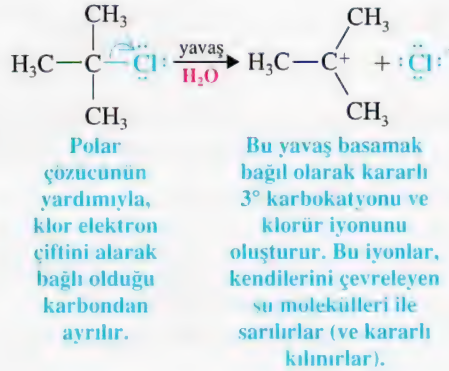 CH₃
H₃C—C—Cl: yavaş H₃C—C⁺ + :Cl:⁻
H₂O
CH₃ CH₃
Polar
çözücünün
yardımıyla,
klor elektron
çiftini alarak
bağlı olduğu
karbondan
ayrılır.
CH₃
Bu yavaş basamak
bağıl olarak kararlı
3° karbokatyonu ve
klorür iyonunu
oluşturur. Bu iyonlar,
kendilerini çevreleyen
su molekülleri ile
sarılırlar (ve kararlı
kılınırlar).